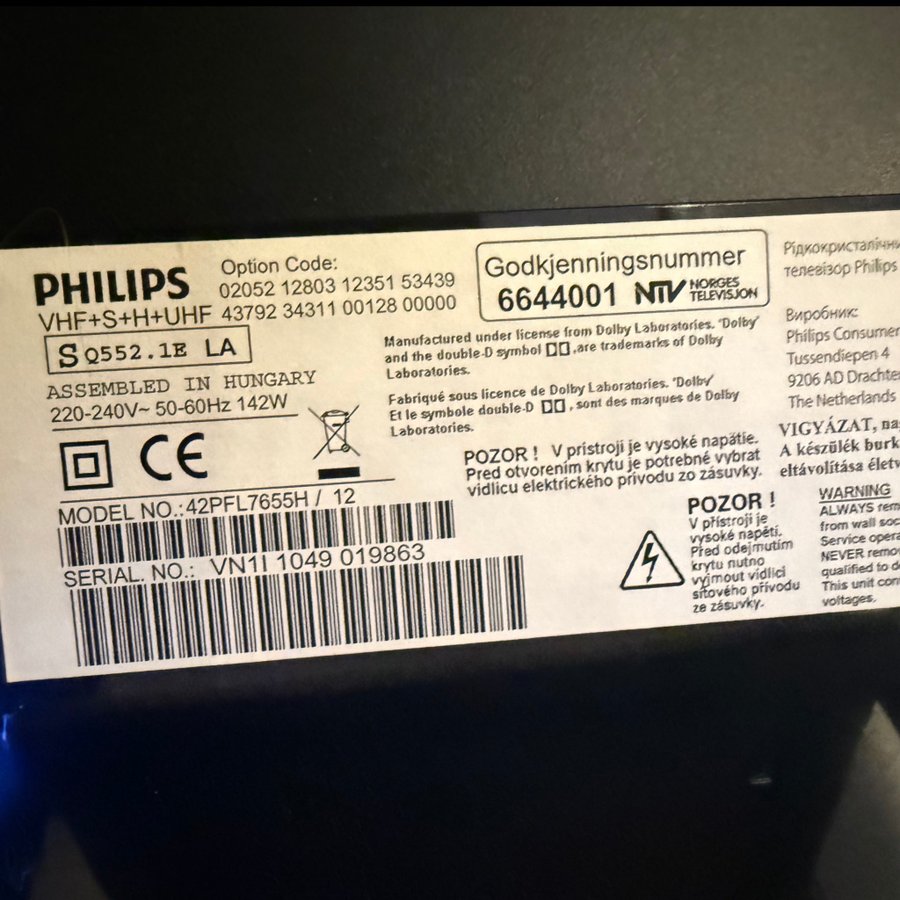 PHILIPS
VHF+S+H+UHF
Option Code:
02052 12803 12351 53439
43792 34311 00128 00000
S Q552.1E LA
ASSEMBLED IN HUNGARY
220-240V~ 50-60Hz 142W
CE
MODEL NO.:42PFL7655H / 12
SERIAL. NO.: VN1I 1049 019863
Godkjenningsnummer
6644001 NTV NORGES
TELEVISJON
Manufactured under license from Dolby Laboratories. "Dolby"
and the double-D symbol ,are trademarks of Dolby
Laboratories.
Fabriqué sous licence de Dolby Laboratories. "Dolby"
Et le symbole double-D , sont des marques de Dolby
Laboratories.
POZOR ! V prístroji je vysoké napätie.
Pred otvorením krytu je potrebné vybrat
vidlicu elektrického prívodu zo zásuvky.
POZOR !
V přístroji je
vysoké napětí.
Před odejmutím
krytu nutno
vyjmout vidlici
síťového přívodu
ze zásuvky.
Рідкокристалічни
телевізор Philips
Виробник:
Philips Consumer
Tussendiepen 4
9206 AD Drachte
The Netherlands
VIGYÁZAT, na
A készülék burk
eltávolítása életv
WARNING
ALWAYS rem
from wall soc
Service opera
NEVER remo
qualified to d
This unit con
voltages.